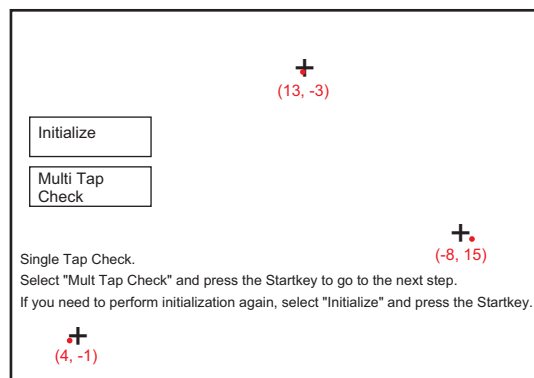 (13, -3)
Initialize
Multi Tap
Check
(-8, 15)
Single Tap Check.
Select "Mult Tap Check" and press the Startkey to go to the next step.
If you need to perform initialization again, select "Initialize" and press the Startkey.
(4, -1)